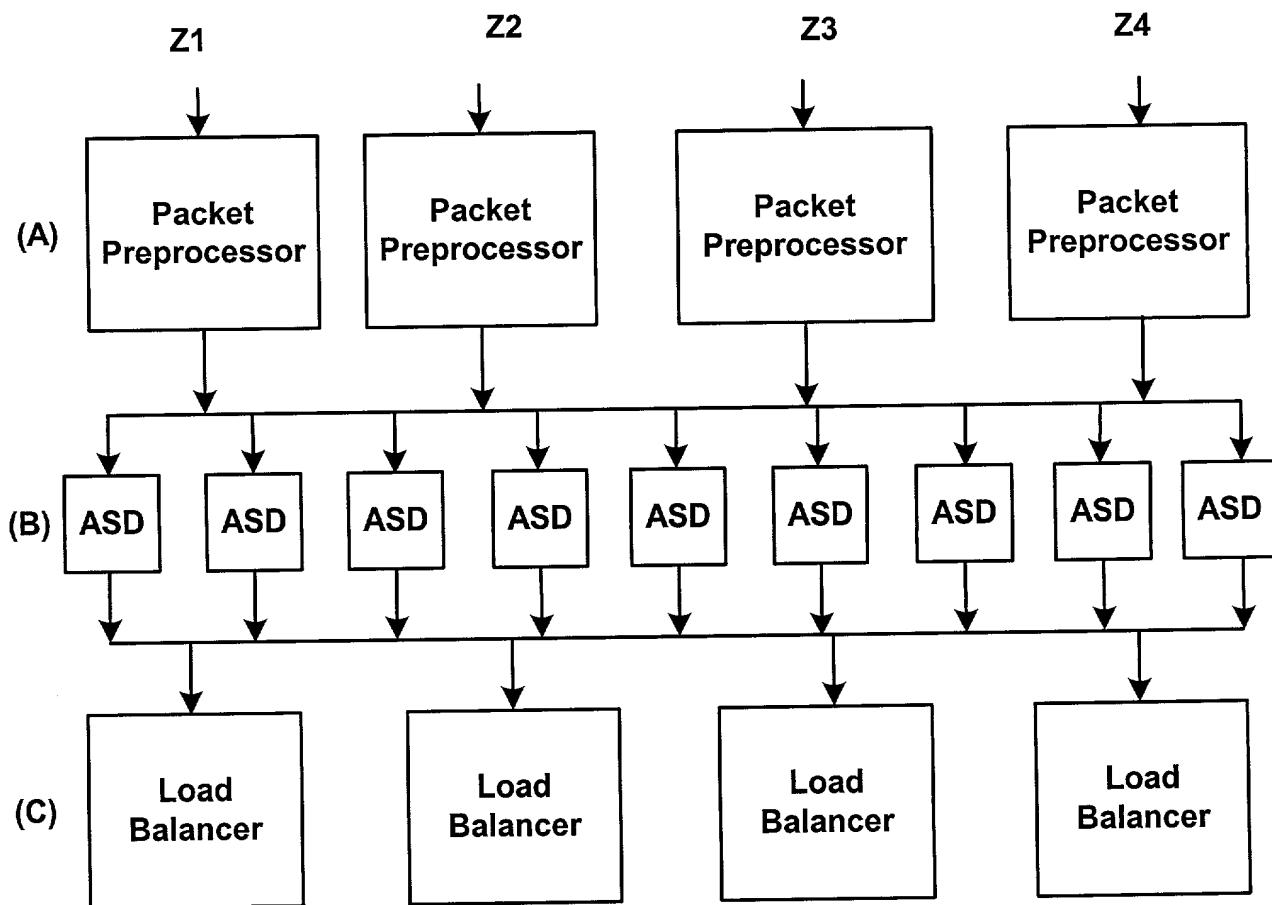 Z1
Z2
Z3
Z4
(A)
Packet
Preprocessor
Packet
Preprocessor
Packet
Preprocessor
Packet
Preprocessor
(B)
ASD
ASD
ASD
ASD
ASD
ASD
ASD
ASD
ASD
(C)
Load
Balancer
Load
Balancer
Load
Balancer
Load
Balancer